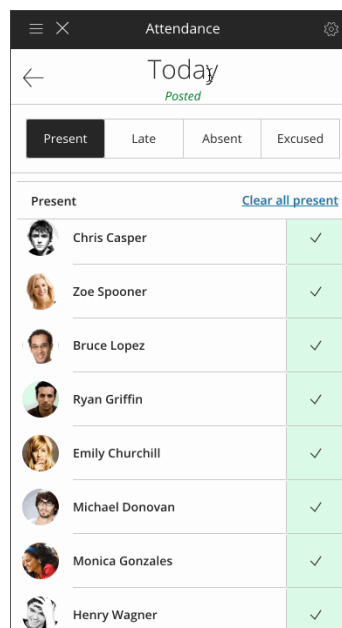 Attendance
Today
Posted
Present Late Absent Excused
Present Clear all present
Chris Casper
Zoe Spooner
Bruce Lopez
Ryan Griffin
Emily Churchill
Michael Donovan
Monica Gonzales
Henry Wagner